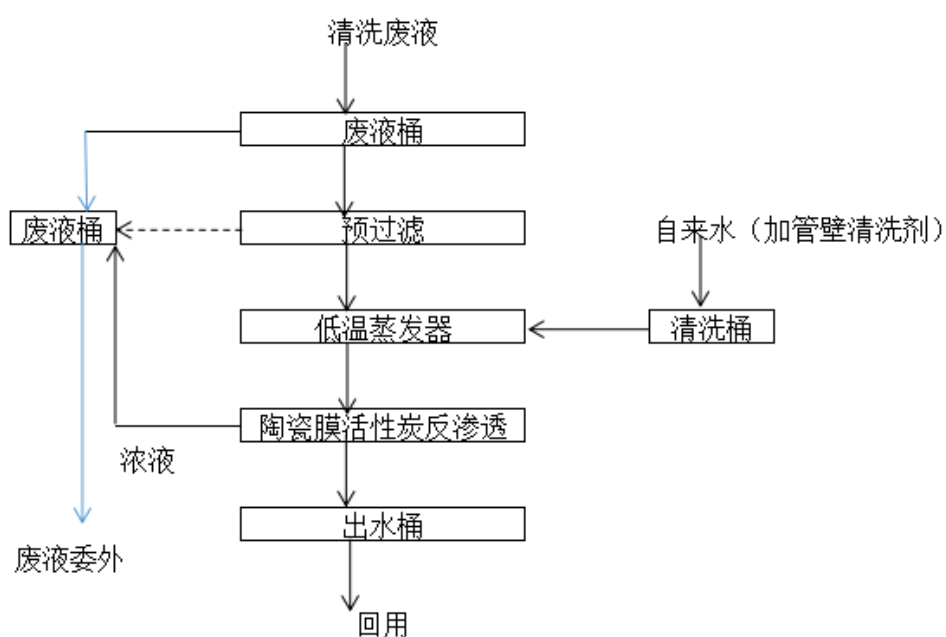 清洗废液
废液桶
废液桶
预过滤
自来水（加管壁清洗剂）
低温蒸发器
清洗桶
陶瓷膜活性炭反渗透
浓液
出水桶
废液委外
回用